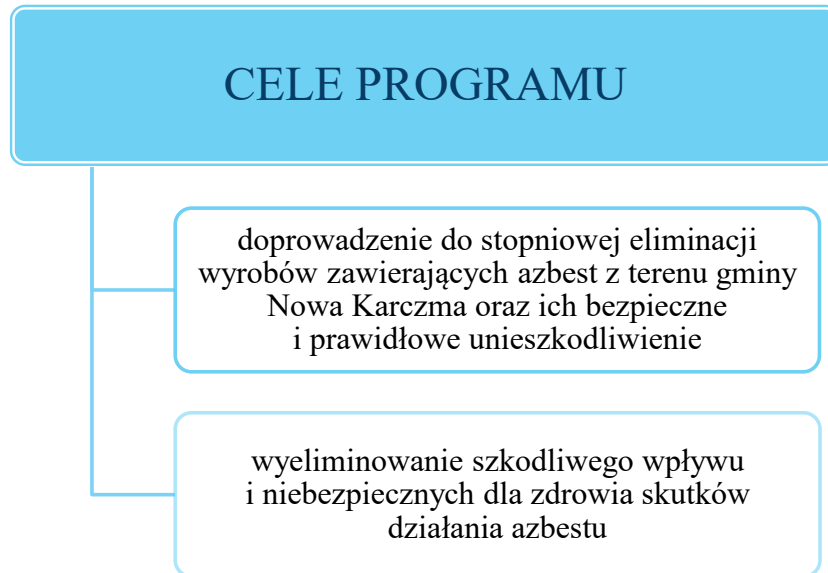 CELE PROGRAMU
doprowadzenie do stopniowej eliminacji
wyrobów zawierających azbest z terenu gminy
Nowa Karczma oraz ich bezpieczne
i prawidłowe unieszkodliwienie
wyeliminowanie szkodliwego wpływu
i niebezpiecznych dla zdrowia skutków
działania azbestu